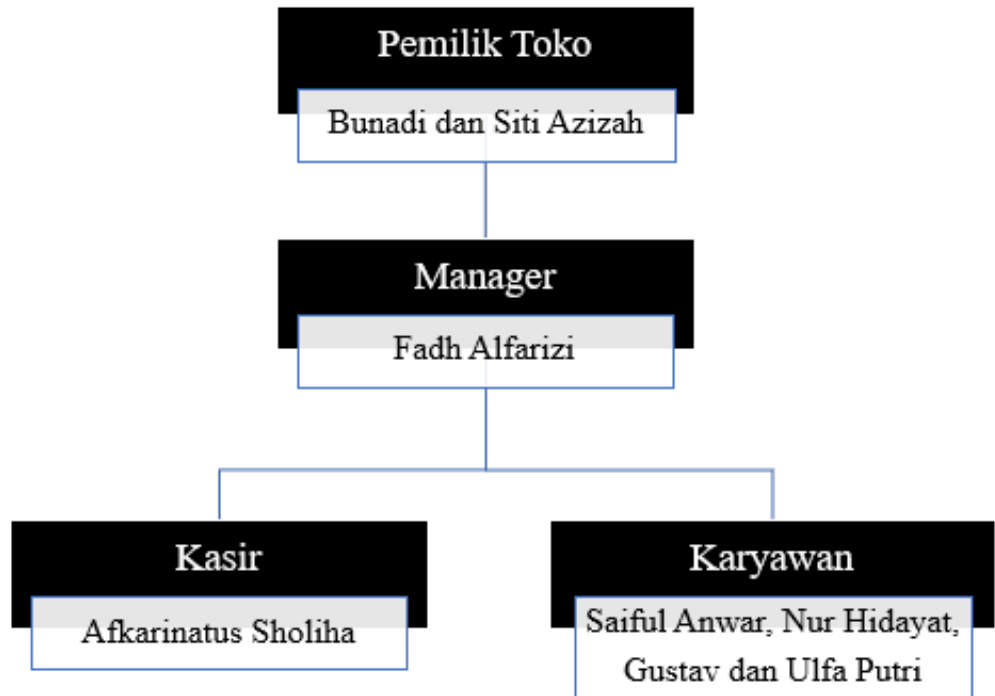 Pemilik Toko
Bunadi dan Siti Azizah
Manager
Fadh Alfarizi
Kasir
Afkarinatus Sholiha
Karyawan
Saiful Anwar, Nur Hidayat,
Gustav dan Ulfa Putri